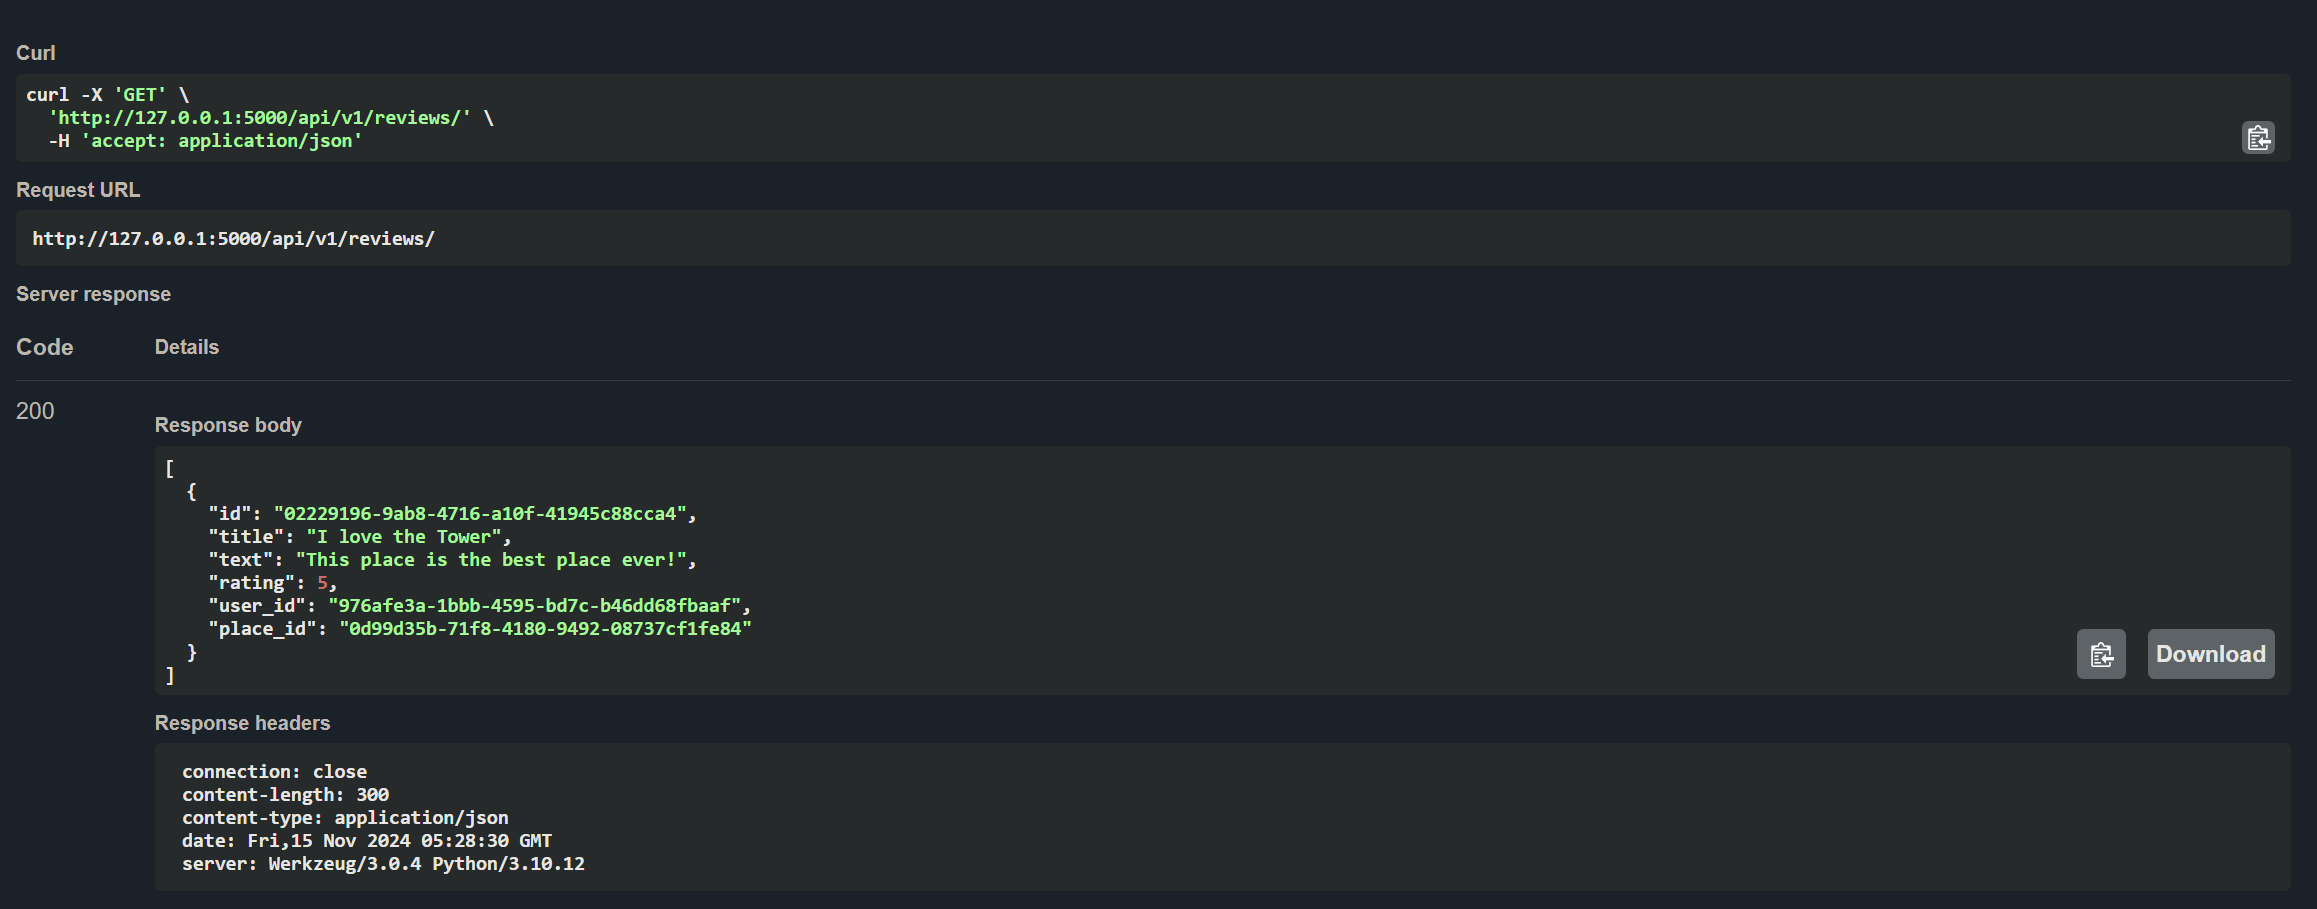 Curl
curl -X 'GET' \
  'http://127.0.0.1:5000/api/v1/reviews/' \
  -H 'accept: application/json'
Request URL
http://127.0.0.1:5000/api/v1/reviews/
Server response
Code Details
200
Response body
[
  {
    "id": "02229196-9ab8-4716-a10f-41945c88cca4",
    "title": "I love the Tower",
    "text": "This place is the best place ever!",
    "rating": 5,
    "user_id": "976afe3a-1bbb-4595-bd7c-b46dd68fbaaf",
    "place_id": "0d99d35b-71f8-4180-9492-08737cf1fe84"
  }
]
Download
Response headers
connection: close
content-length: 300
content-type: application/json
date: Fri,15 Nov 2024 05:28:30 GMT
server: Werkzeug/3.0.4 Python/3.10.12